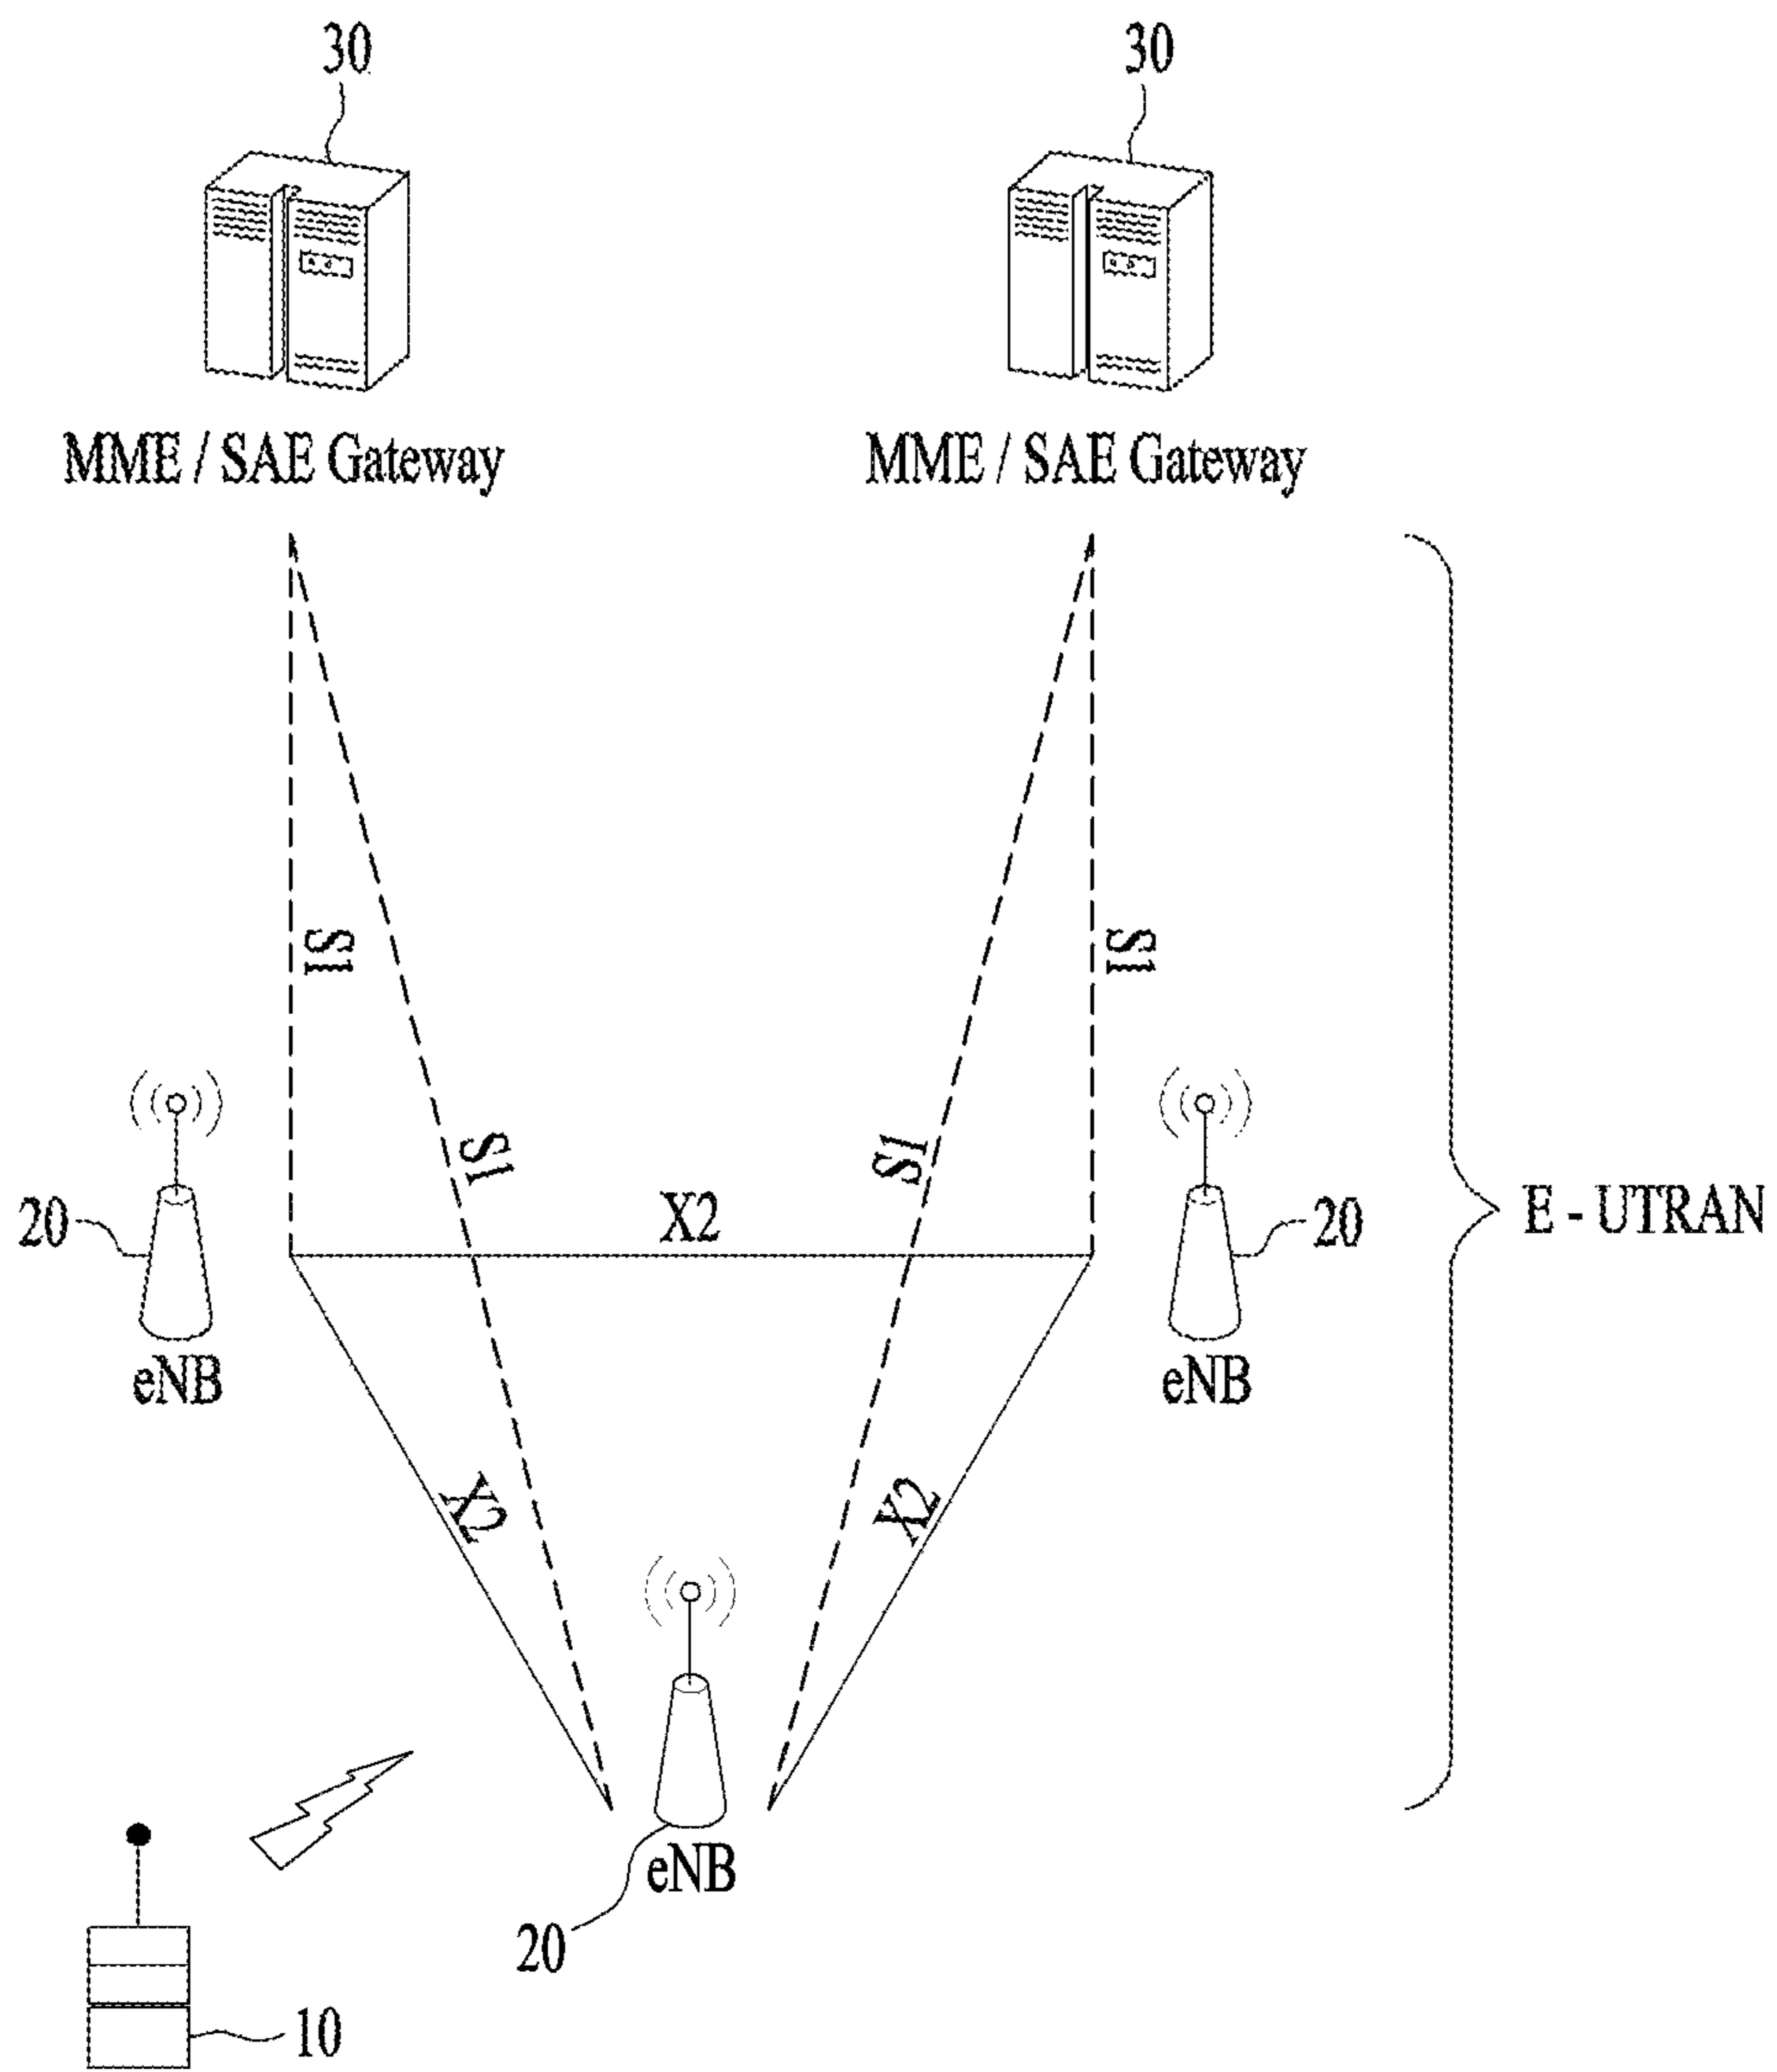 30
30
MME / SAE Gateway
MME / SAE Gateway
S1
S1
S1
S1
X2
20
20
E - UTRAN
eNB
eNB
X2
X2
eNB
20
10